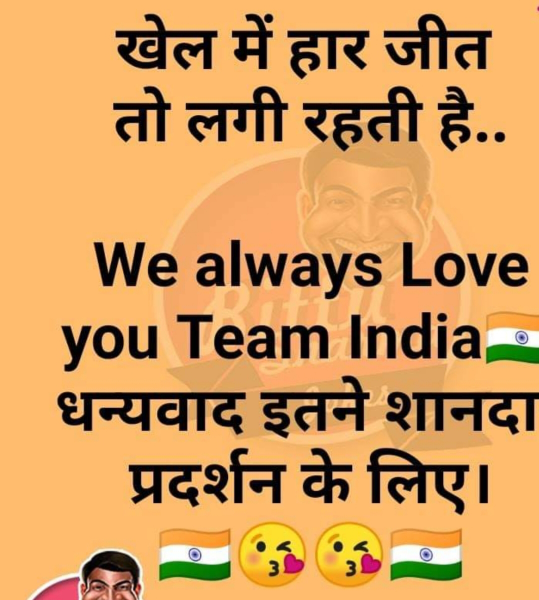 खेल में हार जीत
तो लगी रहती है..
We always Love
you Team India🇮🇳
धन्यवाद इतने शानदा
प्रदर्शन के लिए।
🇮🇳😘😘🇮🇳